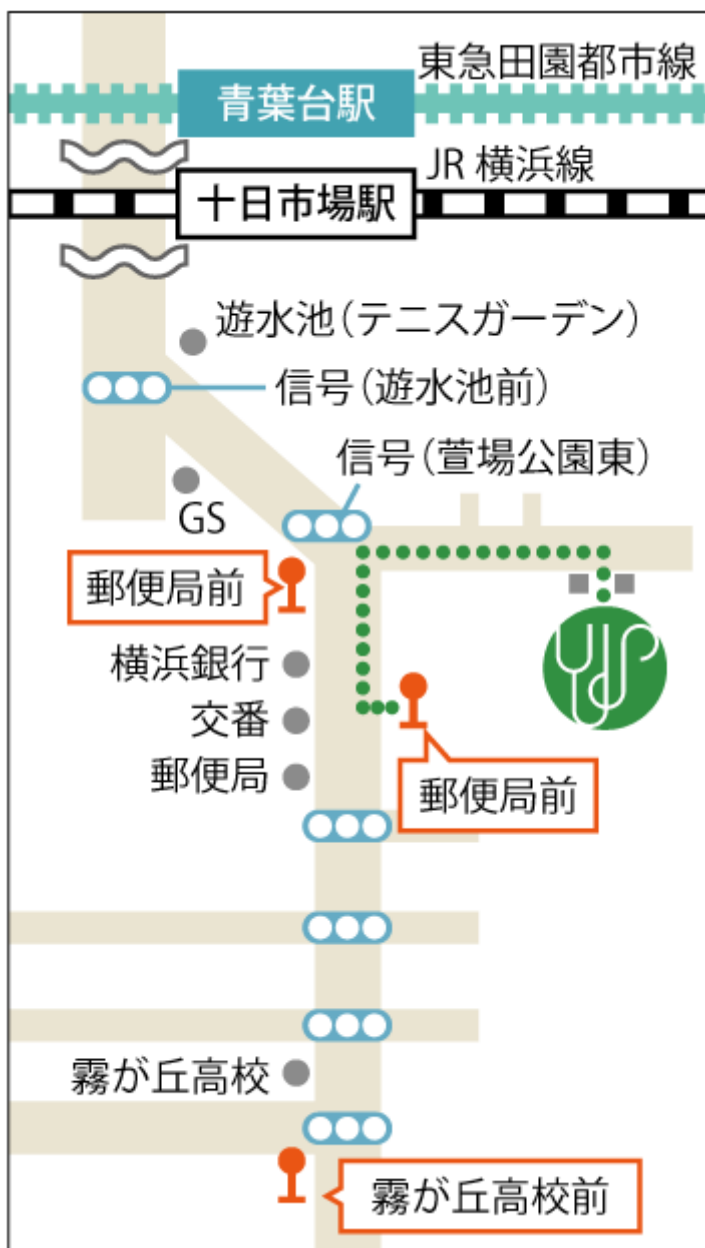 東急田園都市線
青葉台駅
JR 横浜線
十日市場駅
遊水池(テニスガーデン)
信号(遊水池前)
信号(萱場公園東)
GS
郵便局前
横浜銀行
交番
郵便局
郵便局前
霧が丘高校
霧が丘高校前